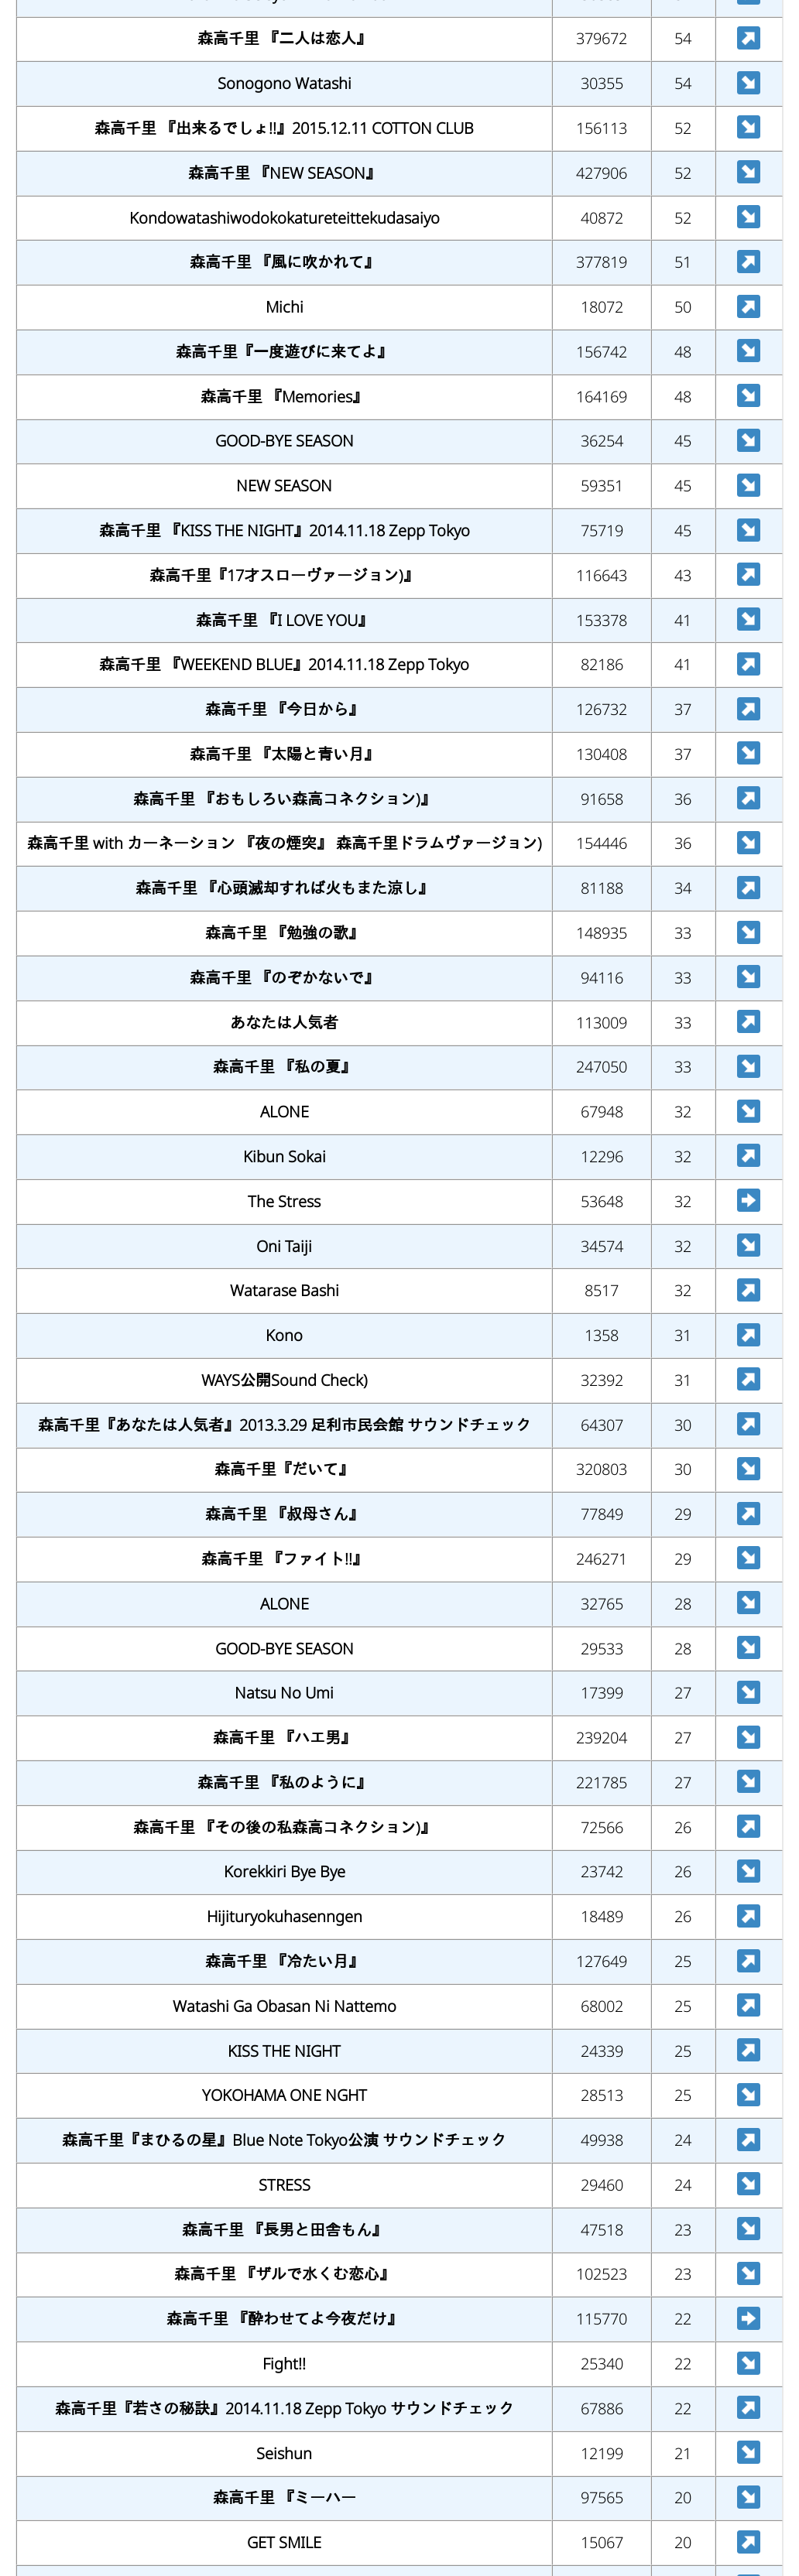 森高千里 『二人は恋人』 379672 54
Sonogono Watashi 30355 54
森高千里 『出来るでしょ!!』2015.12.11 COTTON CLUB 156113 52
森高千里 『NEW SEASON』 427906 52
Kondowatashiwodokokatureteittekudasaiyo 40872 52
森高千里 『風に吹かれて』 377819 51
Michi 18072 50
森高千里『一度遊びに来てよ』 156742 48
森高千里 『Memories』 164169 48
GOOD-BYE SEASON 36254 45
NEW SEASON 59351 45
森高千里 『KISS THE NIGHT』2014.11.18 Zepp Tokyo 75719 45
森高千里『17才スローヴァージョン)』 116643 43
森高千里 『I LOVE YOU』 153378 41
森高千里 『WEEKEND BLUE』2014.11.18 Zepp Tokyo 82186 41
森高千里 『今日から』 126732 37
森高千里 『太陽と青い月』 130408 37
森高千里 『おもしろい森高コネクション)』 91658 36
森高千里 with カーネーション 『夜の煙突』 森高千里ドラムヴァージョン) 154446 36
森高千里 『心頭滅却すれば火もまた涼し』 81188 34
森高千里 『勉強の歌』 148935 33
森高千里 『のぞかないで』 94116 33
あなたは人気者 113009 33
森高千里 『私の夏』 247050 33
ALONE 67948 32
Kibun Sokai 12296 32
The Stress 53648 32
Oni Taiji 34574 32
Watarase Bashi 8517 32
Kono 1358 31
WAYS公開Sound Check) 32392 31
森高千里『あなたは人気者』2013.3.29 足利市民会館 サウンドチェック 64307 30
森高千里『だいて』 320803 30
森高千里 『叔母さん』 77849 29
森高千里 『ファイト!!』 246271 29
ALONE 32765 28
GOOD-BYE SEASON 29533 28
Natsu No Umi 17399 27
森高千里 『ハエ男』 239204 27
森高千里 『私のように』 221785 27
森高千里 『その後の私森高コネクション)』 72566 26
Korekkiri Bye Bye 23742 26
Hijituryokuhasenngen 18489 26
森高千里 『冷たい月』 127649 25
Watashi Ga Obasan Ni Nattemo 68002 25
KISS THE NIGHT 24339 25
YOKOHAMA ONE NGHT 28513 25
森高千里『まひるの星』Blue Note Tokyo公演 サウンドチェック 49938 24
STRESS 29460 24
森高千里 『長男と田舎もん』 47518 23
森高千里 『ザルで水くむ恋心』 102523 23
森高千里 『酔わせてよ今夜だけ』 115770 22
Fight!! 25340 22
森高千里『若さの秘訣』2014.11.18 Zepp Tokyo サウンドチェック 67886 22
Seishun 12199 21
森高千里 『ミーハー 97565 20
GET SMILE 15067 20